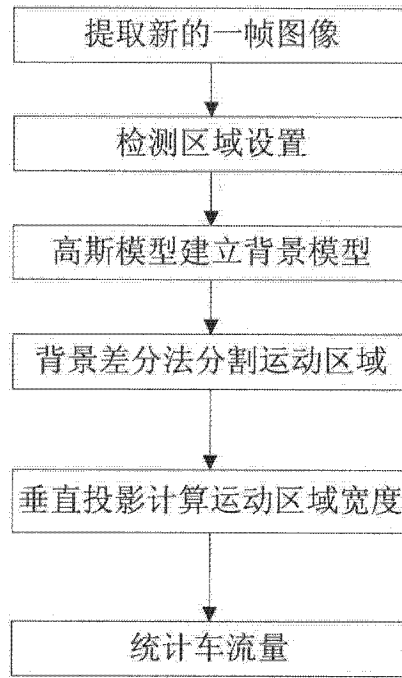 提取新的一帧图像
检测区域设置
高斯模型建立背景模型
背景差分法分割运动区域
垂直投影计算运动区域宽度
统计车流量